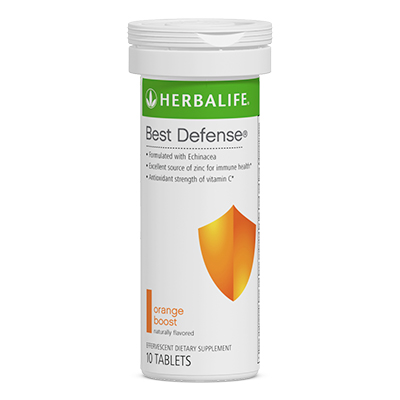 HERBALIFE®
Best Defense®
• Formulated with Echinacea
• Excellent source of zinc for immune health*
• Antioxidant strength of vitamin C*
orange
boost
naturally flavored
EFFERVESCENT DIETARY SUPPLEMENT
10 TABLETS